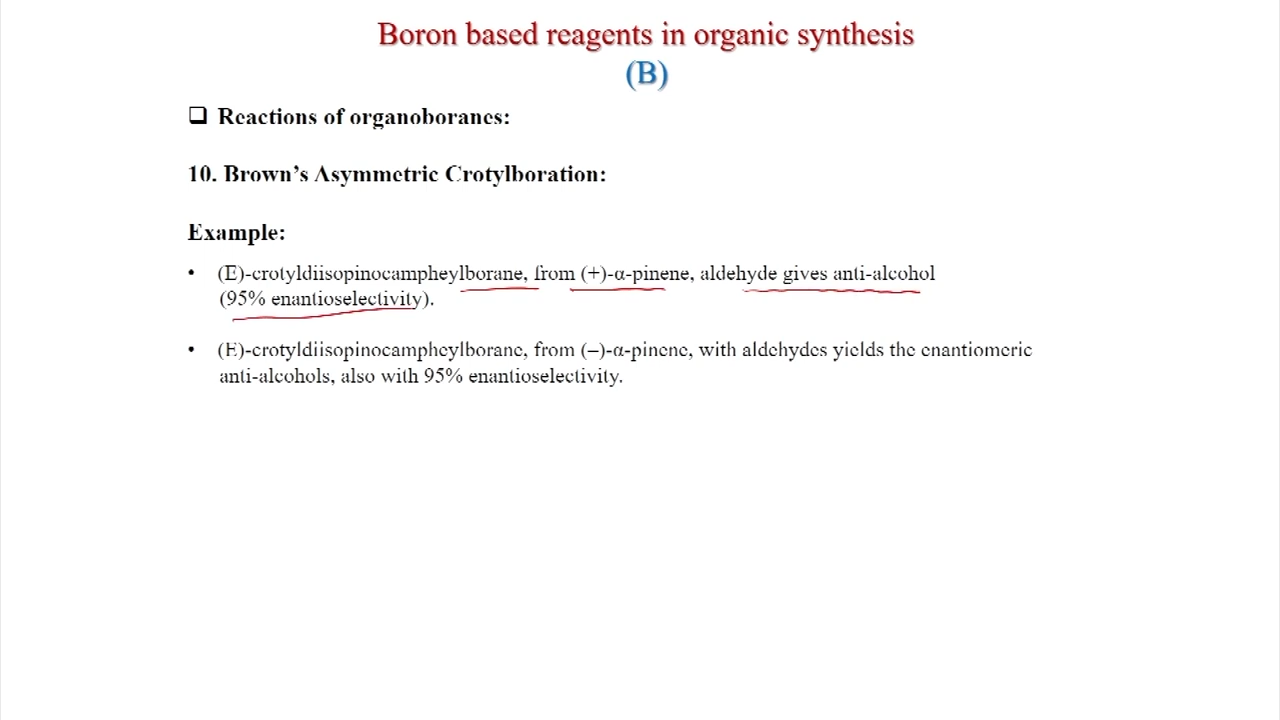 Boron based reagents in organic synthesis
(B)
Reactions of organoboranes:
10. Brown’s Asymmetric Crotylboration:
Example:
• (E)-crotyldiisopinocampheylborane, from (+)-α-pinene, aldehyde gives anti-alcohol
(95% enantioselectivity).
• (E)-crotyldiisopinocampheylborane, from (–)-α-pinene, with aldehydes yields the enantiomeric
anti-alcohols, also with 95% enantioselectivity.